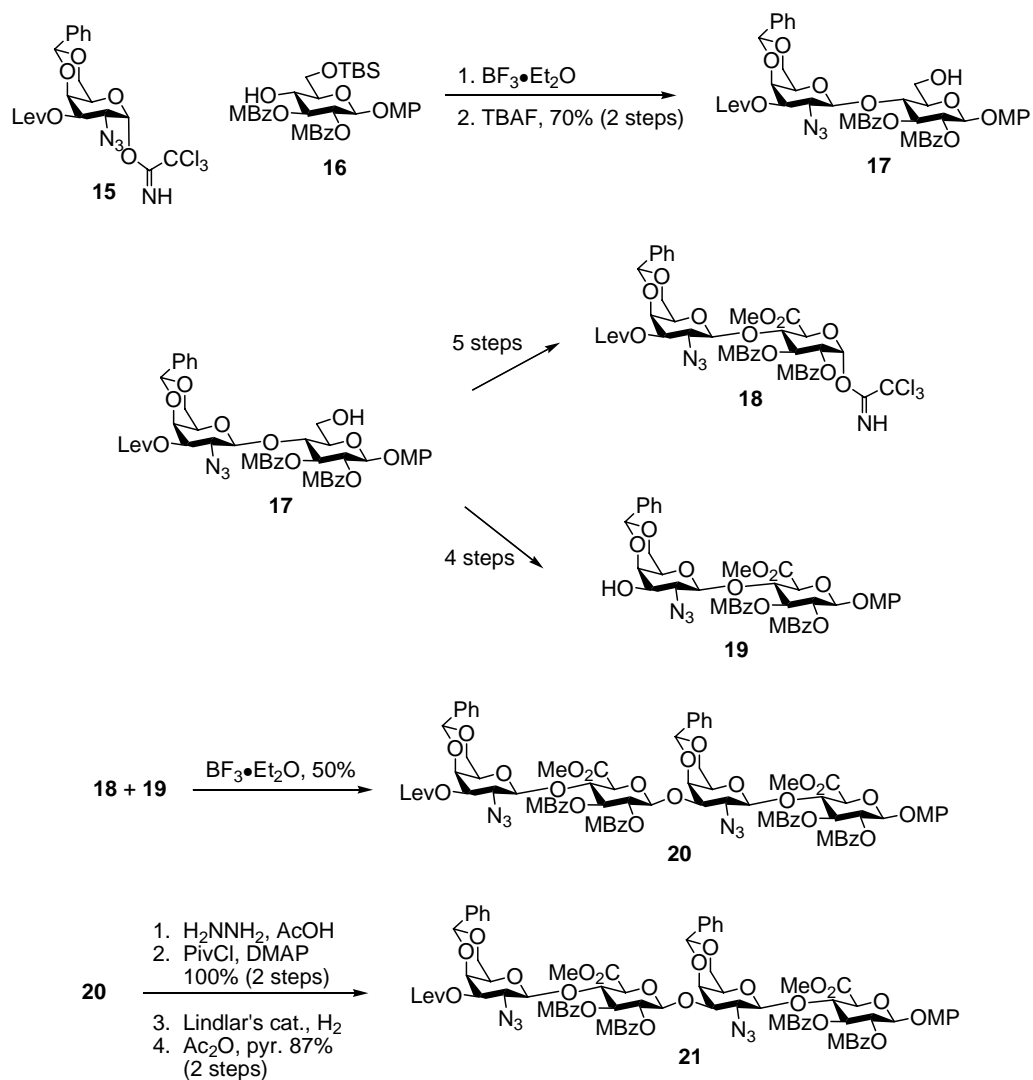 Ph
O
O
O
LevO
N3
O
CCl3
NH
15
OTBS
HO
O
MBzO
MBzO
OMP
16
1. BF3•Et2O
2. TBAF, 70% (2 steps)
Ph
O
O
O
LevO
N3
O
OH
O
MBzO
MBzO
OMP
17
Ph
O
O
O
LevO
N3
O
OH
O
MBzO
MBzO
OMP
17
5 steps
Ph
O
O
O
LevO
N3
O
MeO2C
O
MBzO
MBzO
O
CCl3
NH
18
4 steps
Ph
O
O
O
HO
N3
O
MeO2C
O
MBzO
MBzO
OMP
19
18 + 19
BF3•Et2O, 50%
Ph
O
O
O
LevO
N3
O
MeO2C
O
MBzO
MBzO
O
Ph
O
O
O
N3
O
MeO2C
O
MBzO
MBzO
OMP
20
20
1. H2NNH2, AcOH
2. PivCl, DMAP
100% (2 steps)
3. Lindlar's cat., H2
4. Ac2O, pyr. 87%
(2 steps)
Ph
O
O
O
LevO
N3
O
MeO2C
O
MBzO
MBzO
O
Ph
O
O
O
N3
O
MeO2C
O
MBzO
MBzO
OMP
21